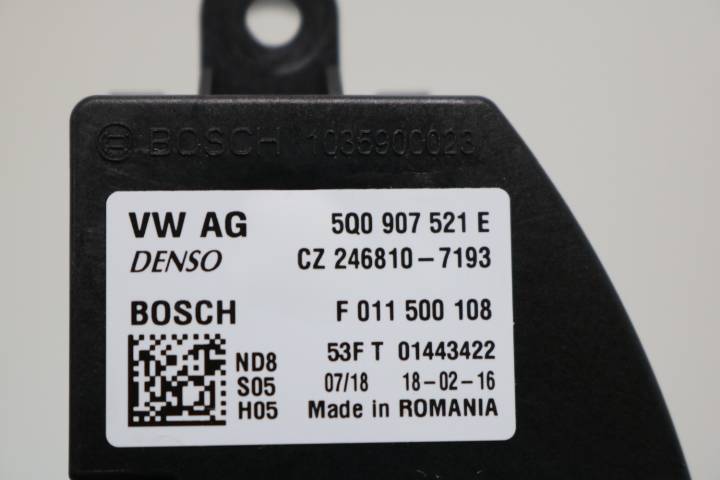 BOSCH 1035900023
VW AG 5Q0 907 521 E
DENSO CZ 246810-7193
BOSCH F 011 500 108
ND8 53F T 01443422
S05 07/18 18-02-16
H05 Made in ROMANIA